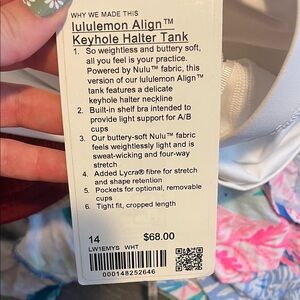 WHY WE MADE THIS
lululemon Align™
Keyhole Halter Tank
1. So weightless and buttery soft,
all you feel is your practice.
Powered by Nulu™ fabric, this
version of our lululemon Align™
tank features a delicate
keyhole halter neckline
2. Built-in shelf bra intended to
provide light support for A/B
cups
3. Our buttery-soft Nulu™ fabric
feels weightlessly light and is
sweat-wicking and four-way
stretch
4. Added Lycra® fibre for stretch
and shape retention
5. Pockets for optional, removable
cups
6. Tight fit, cropped length
14 $68.00
LW1EMYS WHT
000148252646